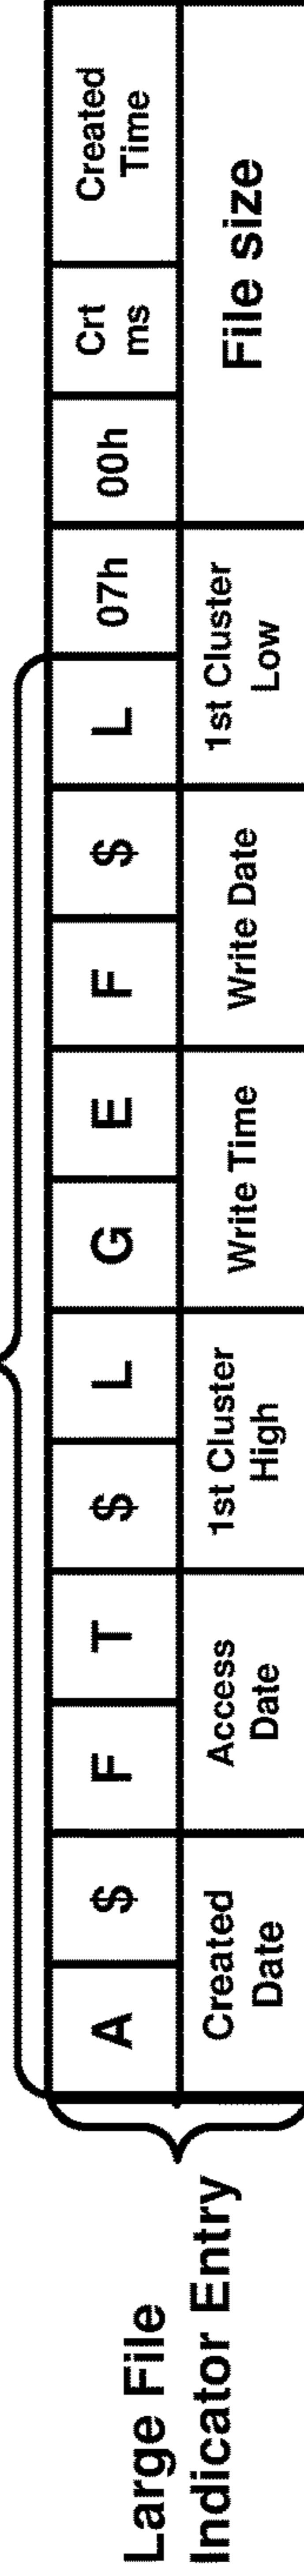 Large File
Indicator Entry
A $ F T $ L G E F $ L 07h 00h Crt
ms Created
Time
Created
Date Access
Date 1st Cluster
High Write Time Write Date 1st Cluster
Low File size